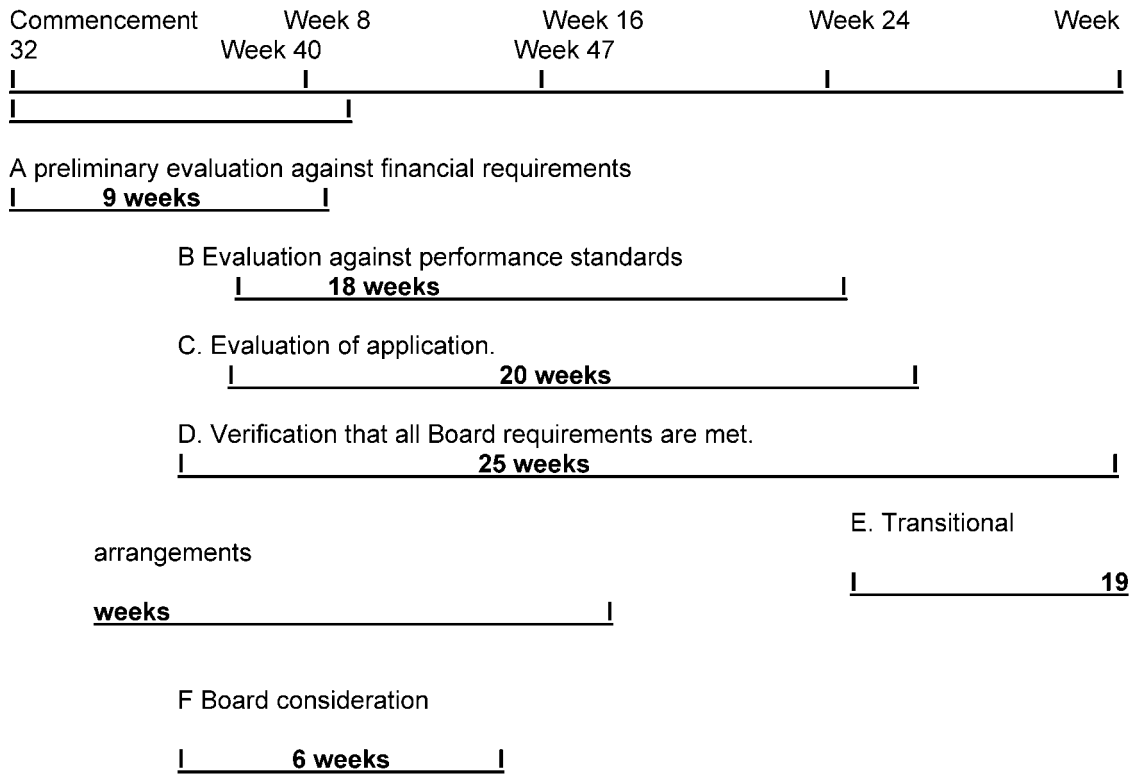 Commencement Week 8 Week 16 Week 24 Week
32 Week 40 Week 47
A preliminary evaluation against financial requirements
9 weeks
B Evaluation against performance standards
18 weeks
C. Evaluation of application.
20 weeks
D. Verification that all Board requirements are met.
25 weeks
E. Transitional
arrangements
19
weeks
F Board consideration
6 weeks